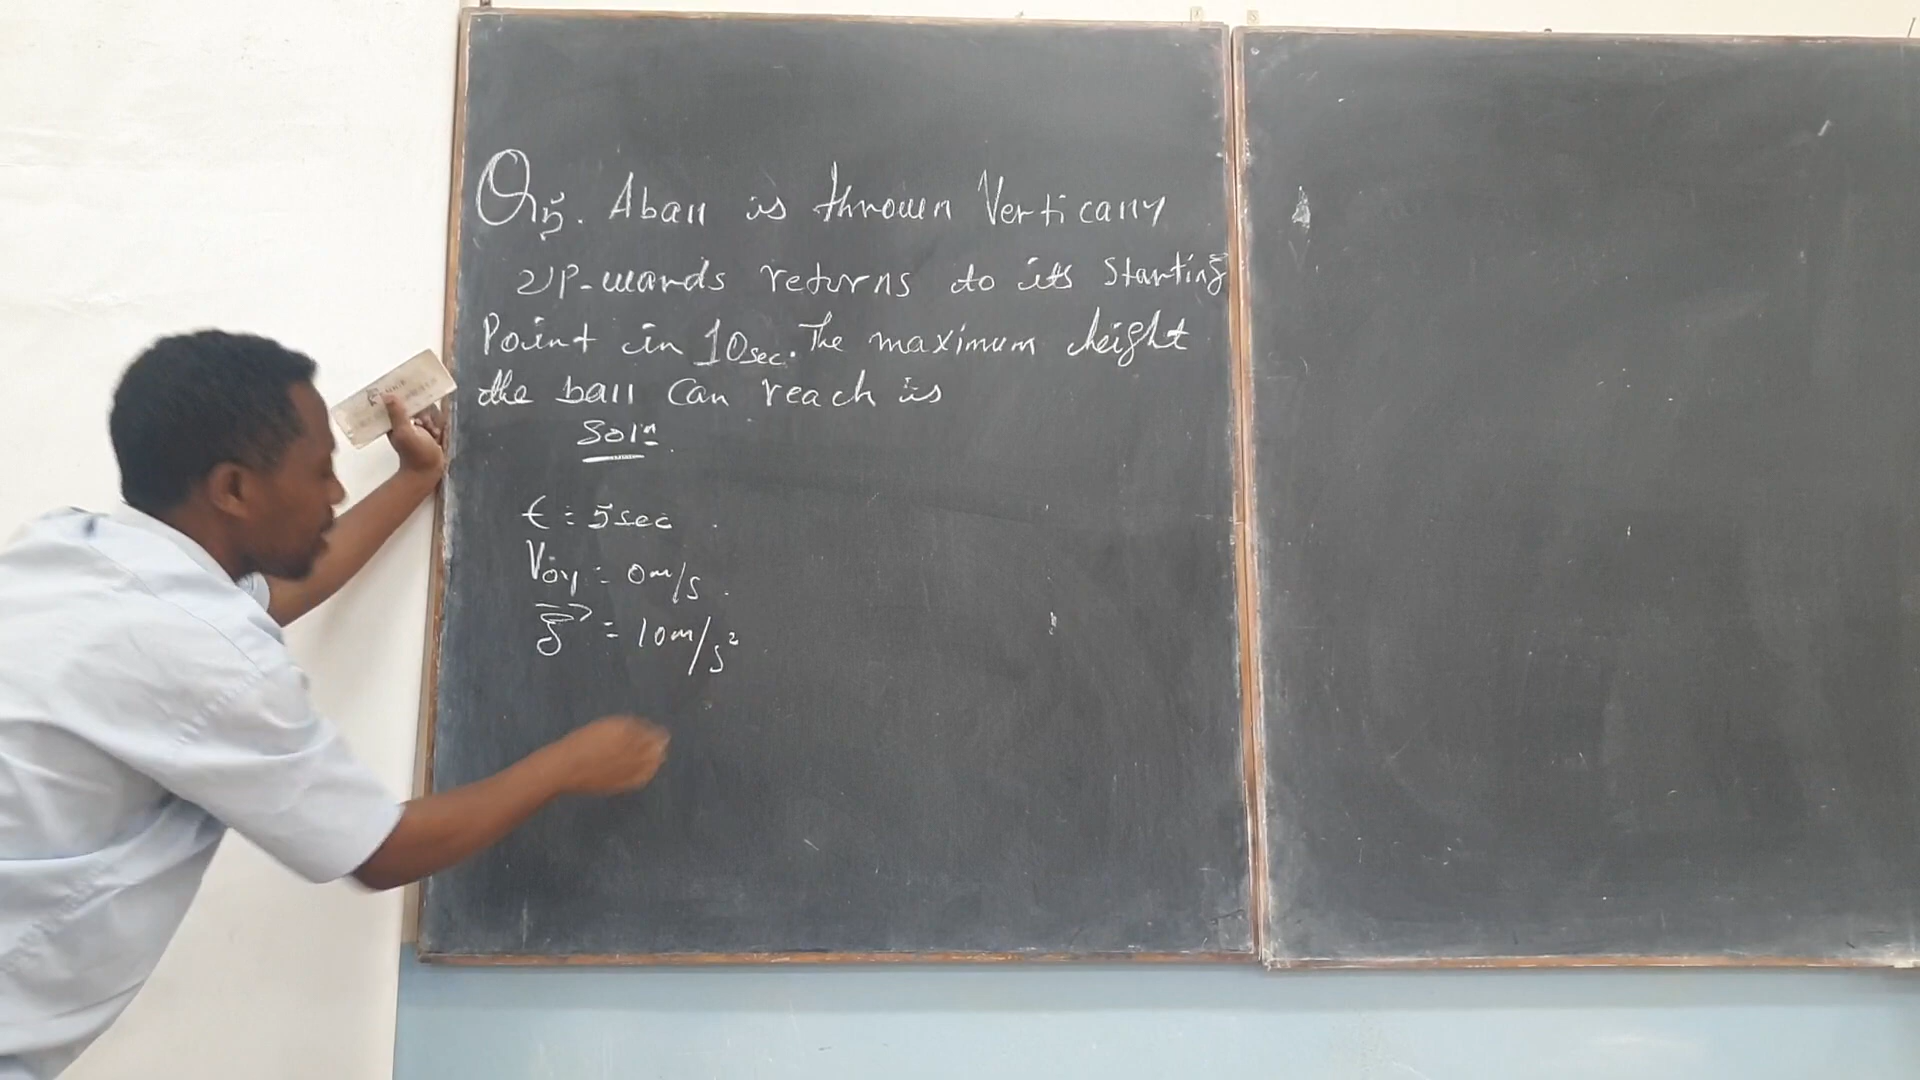 Q5. A ball is thrown Vertically
up-wards returns to its starting
Point in 10sec. The maximum height
the ball can reach is
Solⁿ
t = 5sec
Voy = 0m/s
g⃗ = 10m/s²